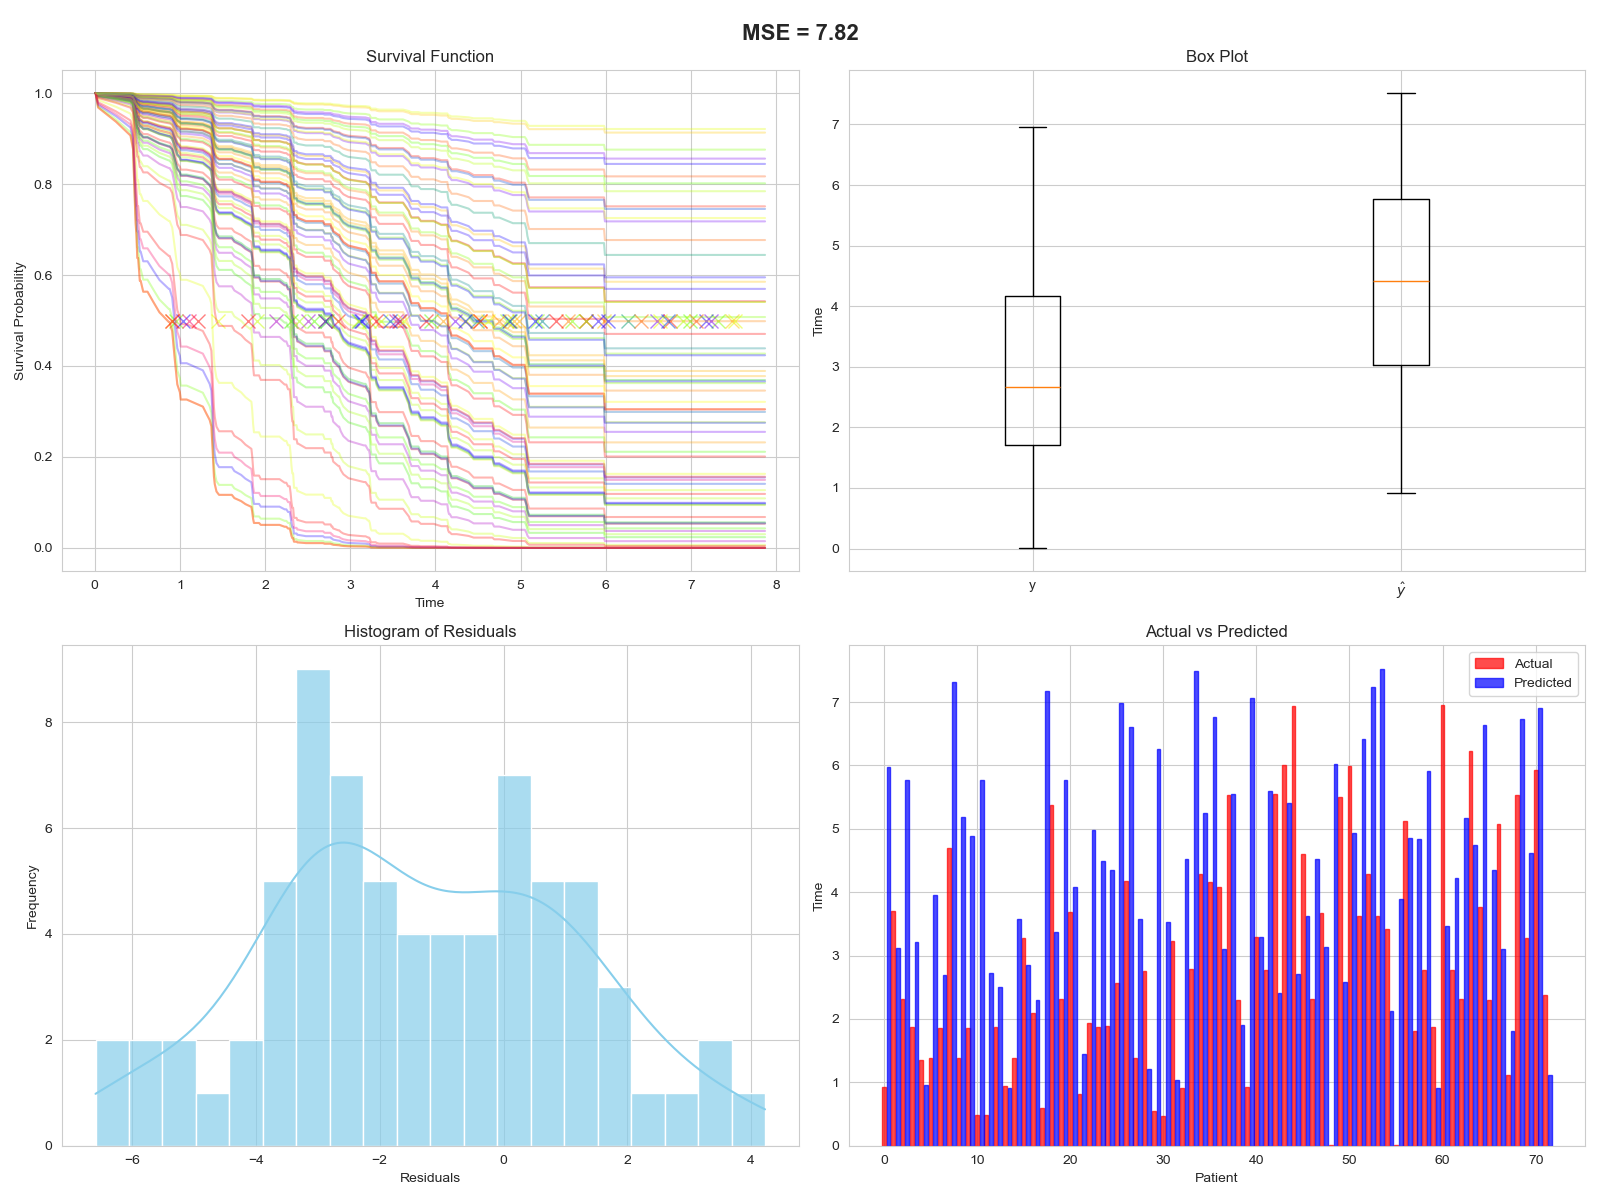 MSE = 7.82
Survival Function
Survival Probability
1.0
0.8
0.6
0.4
0.2
0.0
0 1 2 3 4 5 6 7 8
Time
Box Plot
Time
7
6
5
4
3
2
1
0
y ŷ
Histogram of Residuals
Frequency
8
6
4
2
0
−6 −4 −2 0 2 4
Residuals
Actual vs Predicted
Actual
Predicted
Time
7
6
5
4
3
2
1
0
0 10 20 30 40 50 60 70
Patient